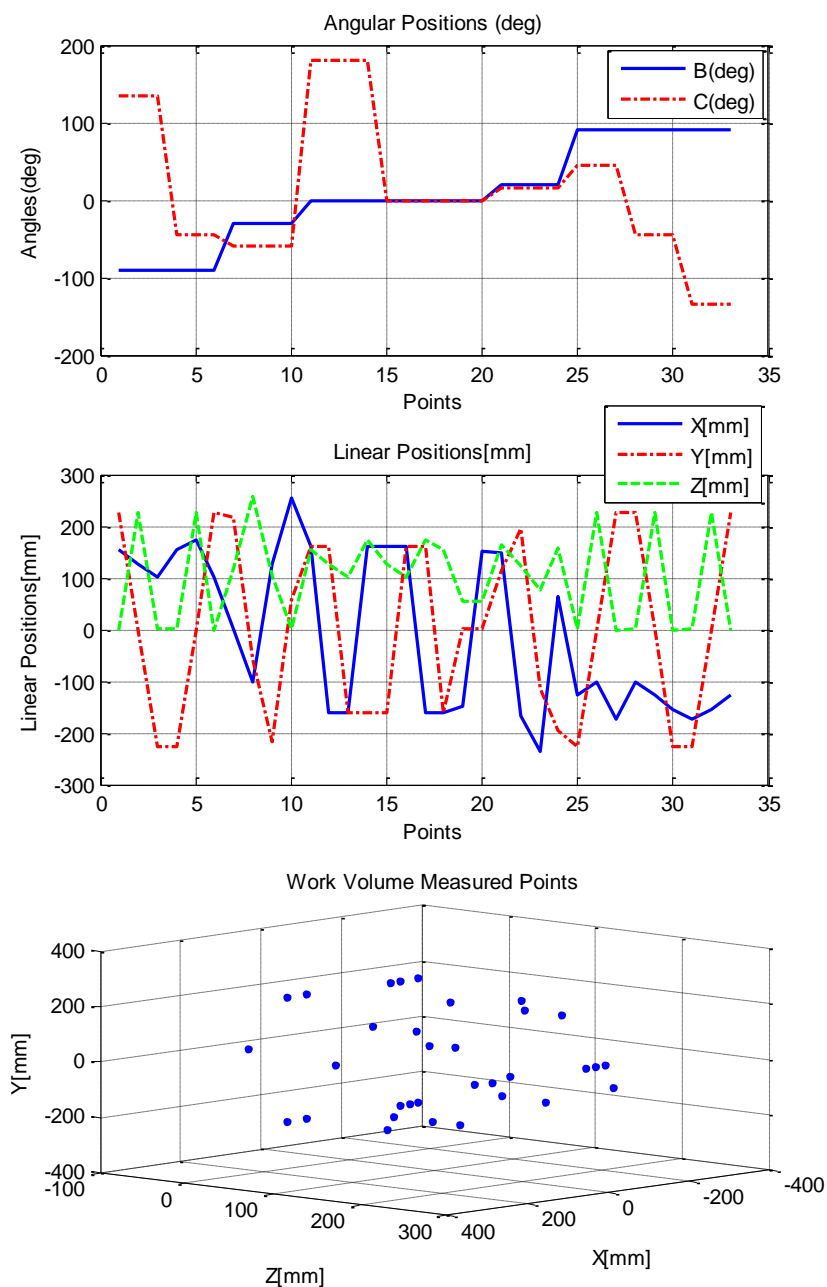 Angular Positions (deg)
200
100
0
-100
-200
Angles(deg)
B(deg)
C(deg)
0 5 10 15 20 25 30 35
Points
Linear Positions[mm]
X[mm]
Y[mm]
Z[mm]
300
200
100
0
-100
-200
-300
Linear Positions[mm]
0 5 10 15 20 25 30 35
Points
Work Volume Measured Points
400
200
0
-200
-400
Y[mm]
-100 0 100 200 300
Z[mm]
400 200 0 -200 -400
X[mm]